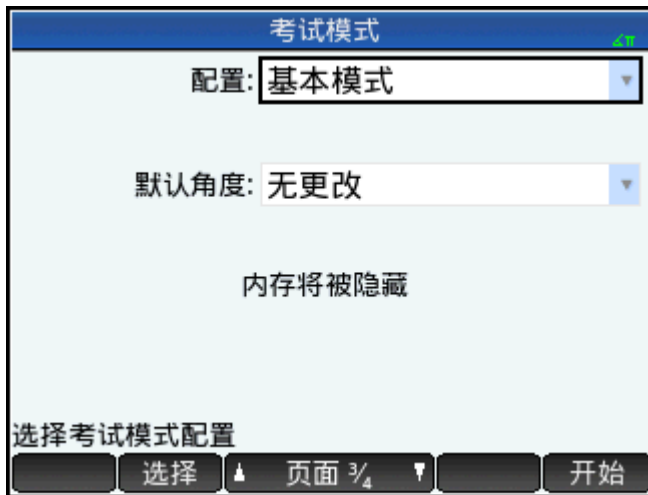 考试模式
∡π
配置: 基本模式
默认角度: 无更改
内存将被隐藏
选择考试模式配置
选择 页面 ¾ 开始